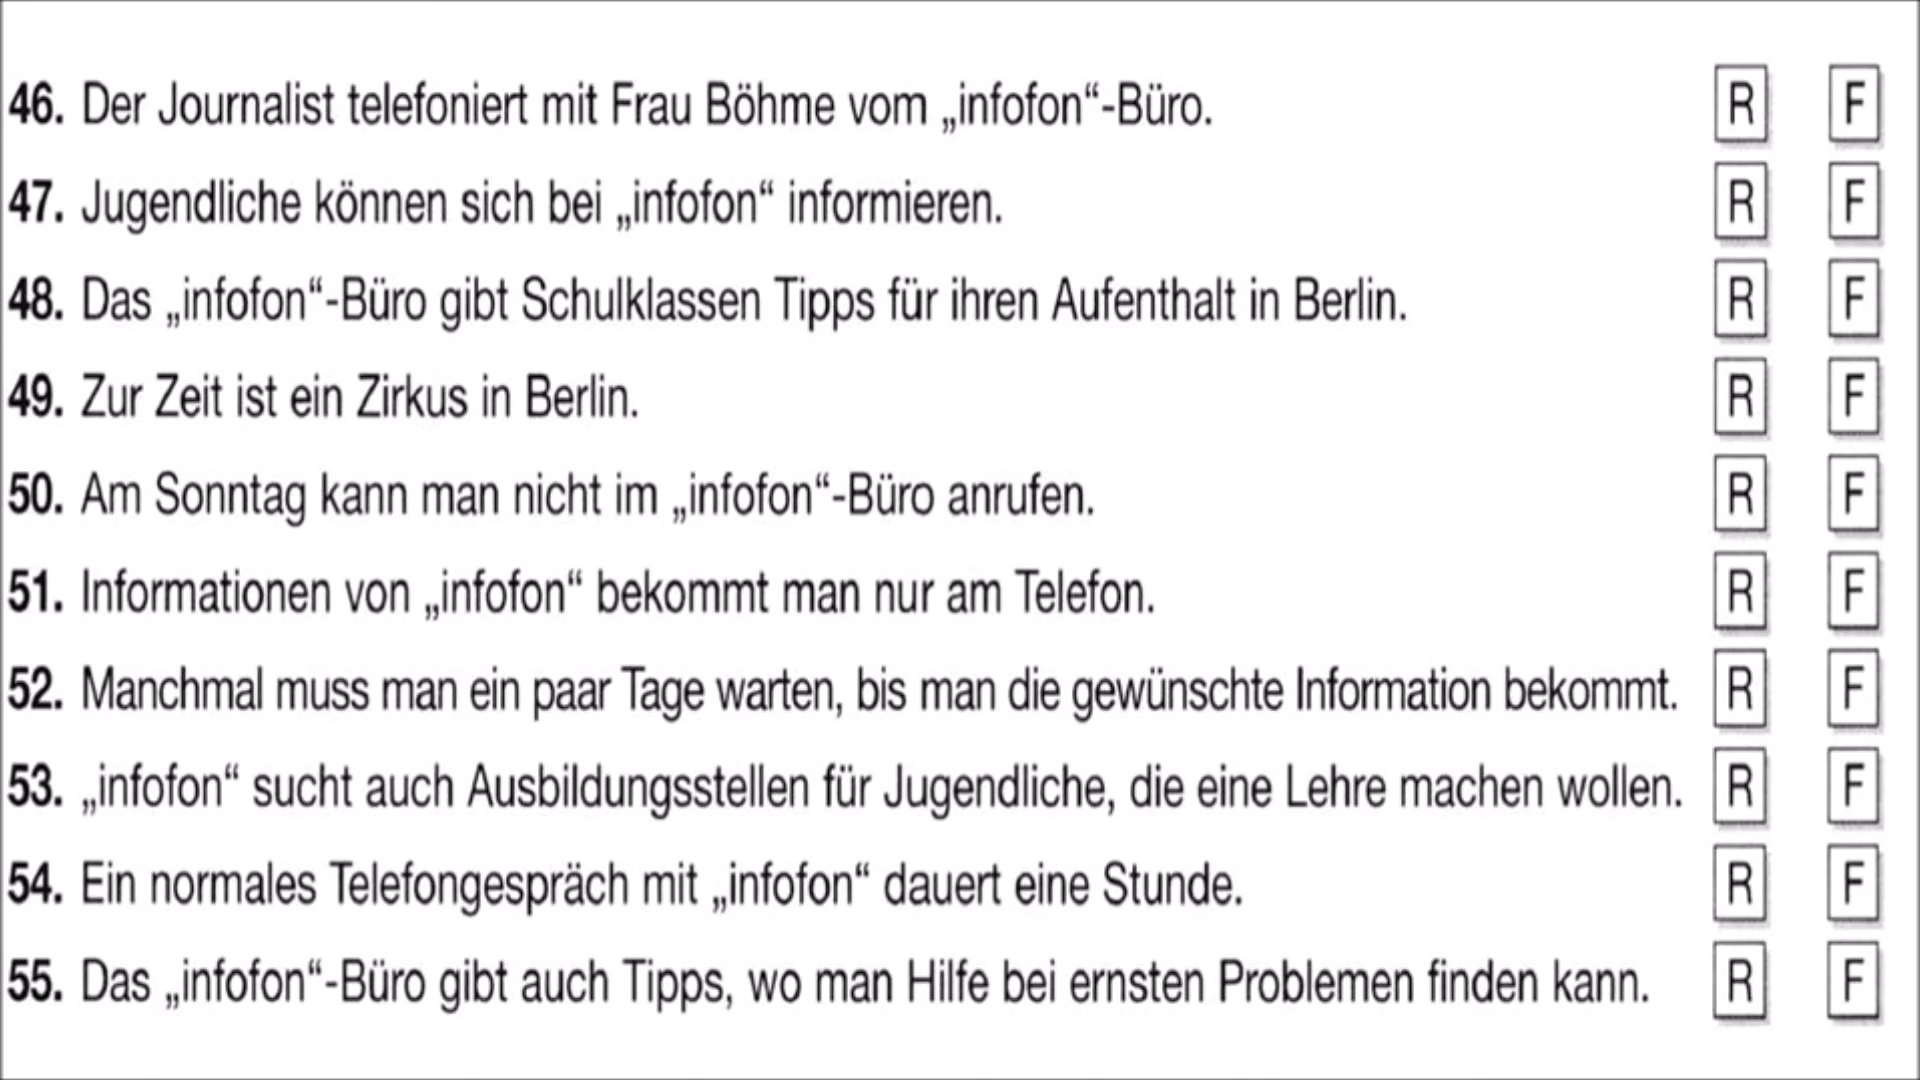 46. Der Journalist telefoniert mit Frau Böhme vom „infofon“-Büro. R F
47. Jugendliche können sich bei „infofon“ informieren. R F
48. Das „infofon“-Büro gibt Schulklassen Tipps für ihren Aufenthalt in Berlin. R F
49. Zur Zeit ist ein Zirkus in Berlin. R F
50. Am Sonntag kann man nicht im „infofon“-Büro anrufen. R F
51. Informationen von „infofon“ bekommt man nur am Telefon. R F
52. Manchmal muss man ein paar Tage warten, bis man die gewünschte Information bekommt. R F
53. „infofon“ sucht auch Ausbildungsstellen für Jugendliche, die eine Lehre machen wollen. R F
54. Ein normales Telefongespräch mit „infofon“ dauert eine Stunde. R F
55. Das „infofon“-Büro gibt auch Tipps, wo man Hilfe bei ernsten Problemen finden kann. R F